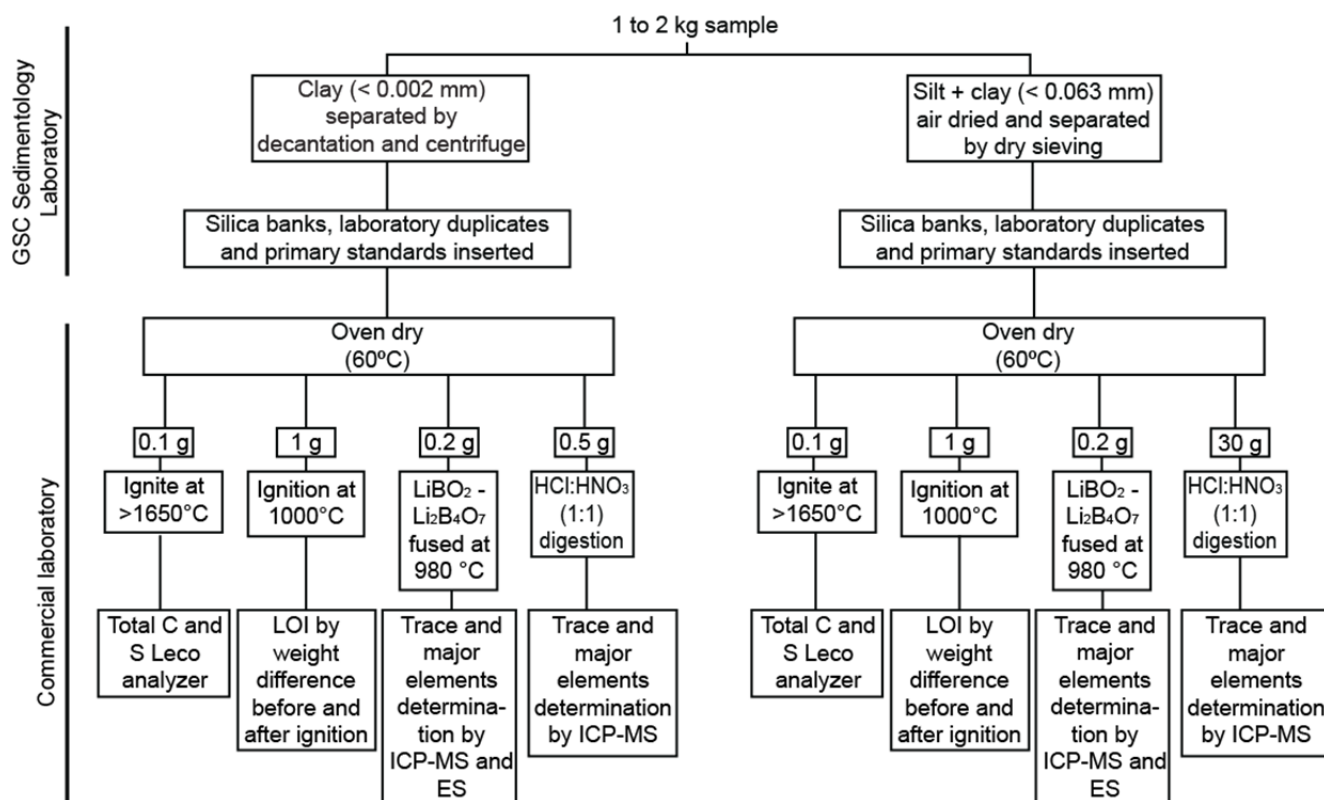 1 to 2 kg sample
GSC Sedimentology
Laboratory
Clay (< 0.002 mm)
separated by
decantation and centrifuge
Silt + clay (< 0.063 mm)
air dried and separated
by dry sieving
Silica banks, laboratory duplicates
and primary standards inserted
Silica banks, laboratory duplicates
and primary standards inserted
Commercial laboratory
Oven dry
(60ºC)
0.1 g
Ignite at
>1650°C
Total C and
S Leco
analyzer
1 g
Ignition at
1000°C
LOI by
weight
difference
before and
after ignition
0.2 g
LiBO₂ -
Li₂B₄O₇
fused at
980 °C
Trace and
major
elements
determina-
tion by
ICP-MS and
ES
0.5 g
HCl:HNO₃
(1:1)
digestion
Trace and
major
elements
determination
by ICP-MS
Oven dry
(60ºC)
0.1 g
Ignite at
>1650°C
Total C and
S Leco
analyzer
1 g
Ignition at
1000°C
LOI by
weight
difference
before and
after ignition
0.2 g
LiBO₂ -
Li₂B₄O₇
fused at
980 °C
Trace and
major
elements
determina-
tion by
ICP-MS and
ES
30 g
HCl:HNO₃
(1:1)
digestion
Trace and
major
elements
determination
by ICP-MS